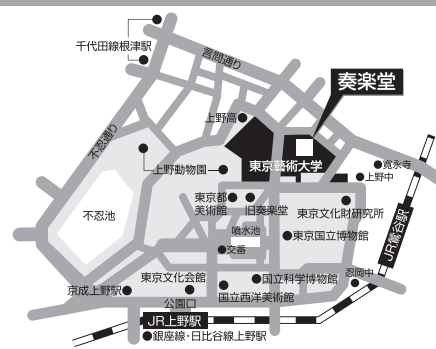 千代田線根津駅
言問通り
奏楽堂
上野高
不忍通り
上野動物園
東京藝術大学
寛永寺
上野中
東京都
美術館
旧奏楽堂
東京文化財研究所
不忍池
噴水池
東京国立博物館
JR鶯谷駅
交番
忍岡中
東京文化会館
国立科学博物館
京成上野駅
公園口
国立西洋美術館
JR上野駅
銀座線・日比谷線上野駅